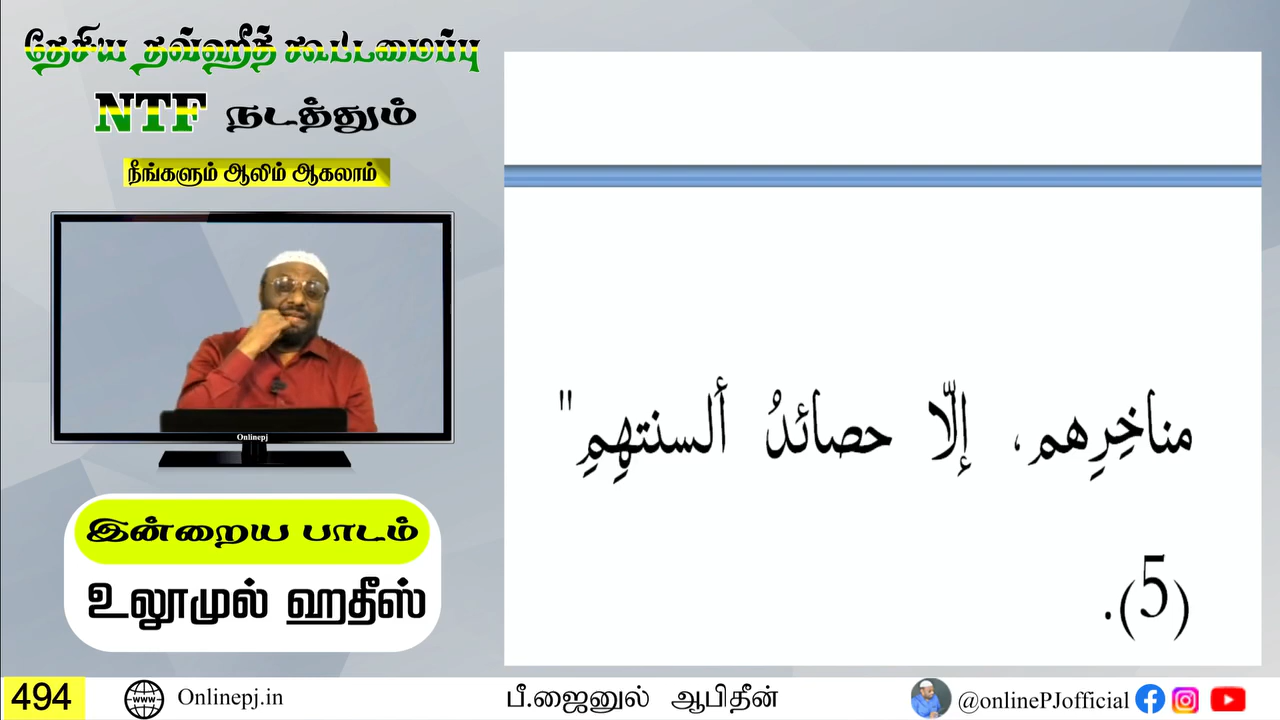 தேசிய தவ்ஹீத் கூட்டமைப்பு
NTF நடத்தும்
நீங்களும் ஆலிம் ஆகலாம்
Onlinepj
இன்றைய பாடம்
உலூமுல் ஹதீஸ்
مناخِرِهم، إلّا حصائدُ ألسنتهِمِ"
(5).
494
www
Onlinepj.in
பீ.ஜைனுல் ஆபிதீன்
@onlinePJofficial